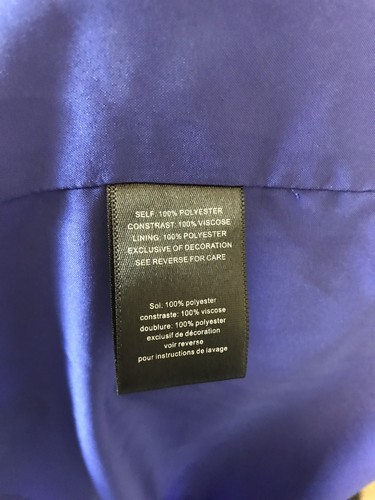 SELF: 100% POLYESTER
CONSTRAST: 100% VISCOSE
LINING: 100% POLYESTER
EXCLUSIVE OF DECORATION
SEE REVERSE FOR CARE
Sol: 100% polyester
constraste: 100% viscose
doublure: 100% polyester
exclusif de décoration
voir reverse
pour instructions de lavage